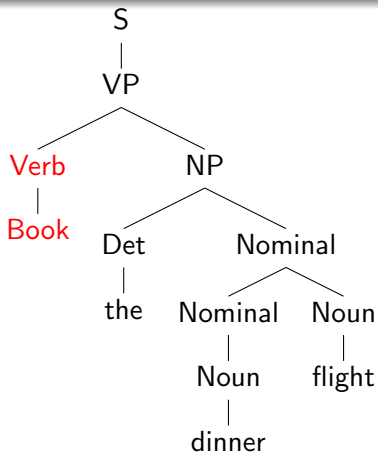 S
VP
Verb NP
Book
Det Nominal
the Nominal Noun
Noun flight
dinner